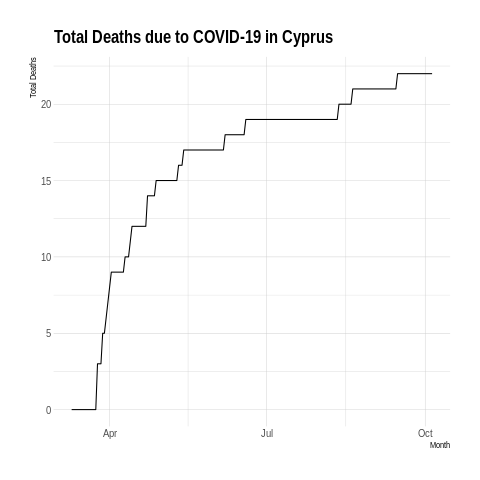 Total Deaths due to COVID-19 in Cyprus
Total Deaths
20
15
10
5
0
Apr Jul Oct
Month